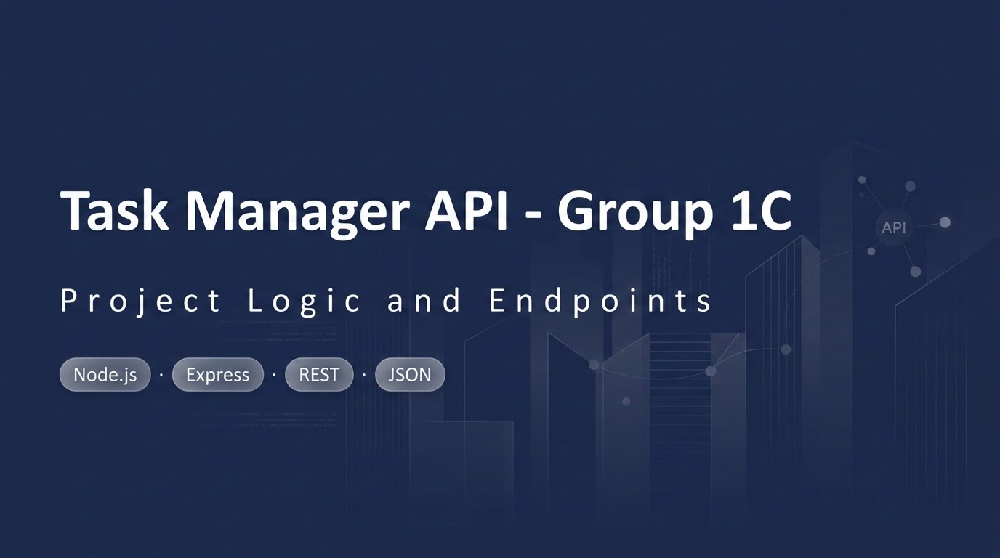 Task Manager API - Group 1C
Project Logic and Endpoints
Node.js · Express · REST · JSON
API